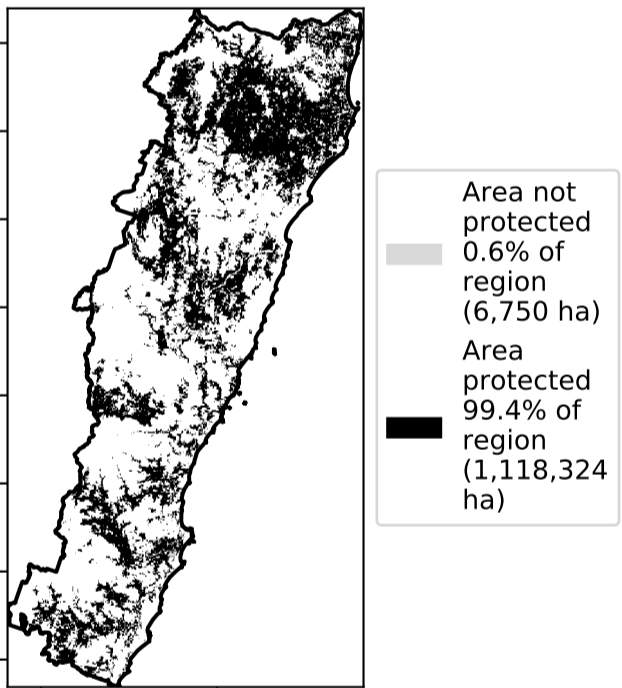 Area not
protected
0.6% of
region
(6,750 ha)
Area
protected
99.4% of
region
(1,118,324
ha)